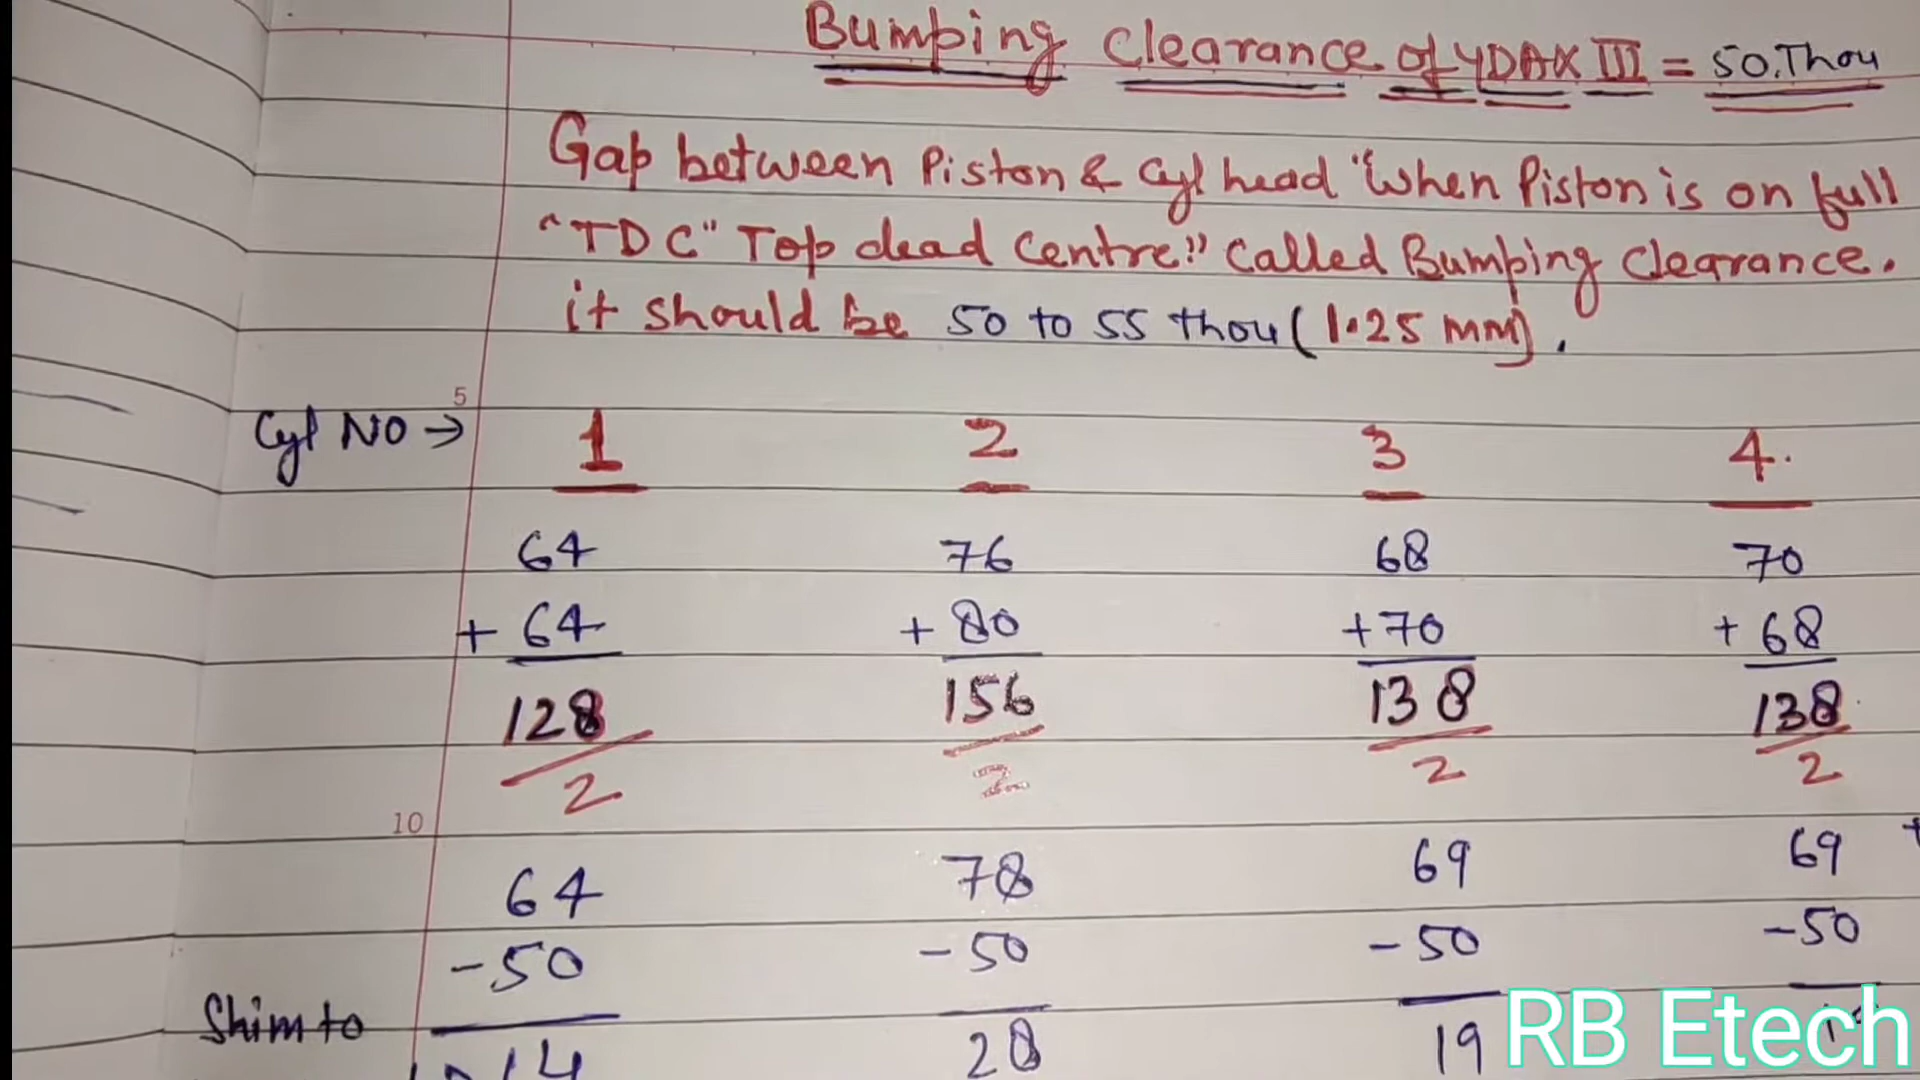 Bumping Clearance of YDAX III = 50.Thou
Gap between Piston & Cyl head "When Piston is on full
"TDC" Top dead Centre" Called Bumping Clearance.
it should be 50 to 55 thou (1.25 mm).
5
Cyl NO → 1 2 3 4.
64 76 68 70
+ 64 + 80 + 70 + 68
128 156 138 138
2 2 2 2
10
64 78 69 69
- 50 - 50 - 50 - 50
Shim to 14 28 19
RB Etech